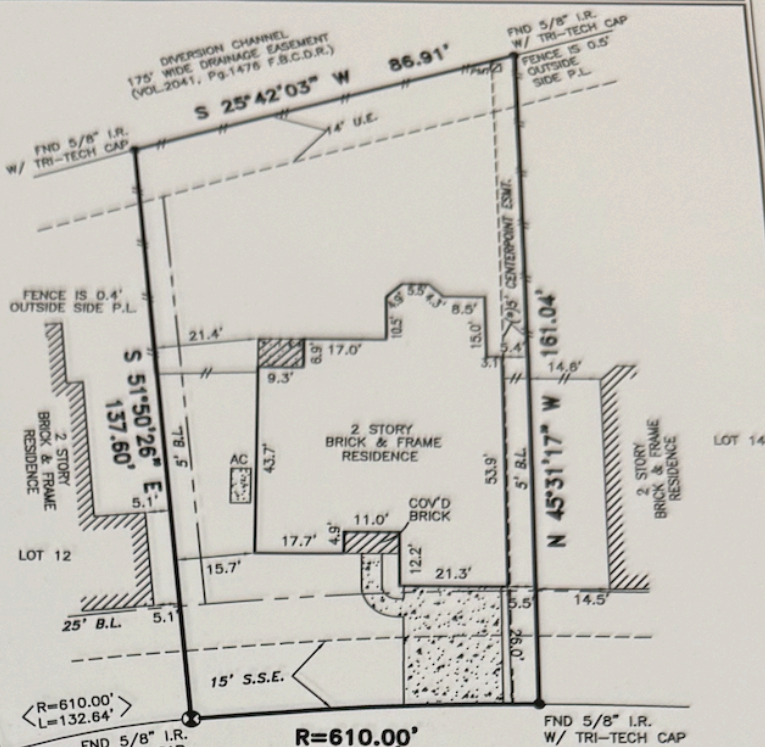 FND 5/8" I.R.
W/ TRI-TECH CAP
FENCE IS 0.5'
OUTSIDE
SIDE P.L.
DIVERSION CHANNEL
175' WIDE DRAINAGE EASEMENT
(VOL.2041, Pg.1476 F.B.C.D.R.)
S 25°42'03" W 86.91'
14' U.E.
FND 5/8" I.R.
W/ TRI-TECH CAP
5' CENTERPOINT ESMT.
FENCE IS 0.4'
OUTSIDE SIDE P.L.
S 51°50'26" E
137.60'
N 45°31'17" W 161.04'
21.4'
9.3'
6.9'
17.0'
10.5'
5.5'
4.3'
8.5'
15.0'
3.1'
5.4'
14.6'
2 STORY
BRICK & FRAME
RESIDENCE
2 STORY
BRICK & FRAME
RESIDENCE
2 STORY
BRICK & FRAME
RESIDENCE
LOT 14
5' B.L.
AC
43.7'
53.9'
5' B.L.
COV'D
BRICK
5.1'
11.0'
17.7'
4.9'
12.2'
LOT 12
15.7'
21.3'
5.5'
14.5'
25' B.L.
5.1'
26.0'
15' S.S.E.
R=610.00'
L=132.64'
FND 5/8" I.R.
R=610.00'
FND 5/8" I.R.
W/ TRI-TECH CAP